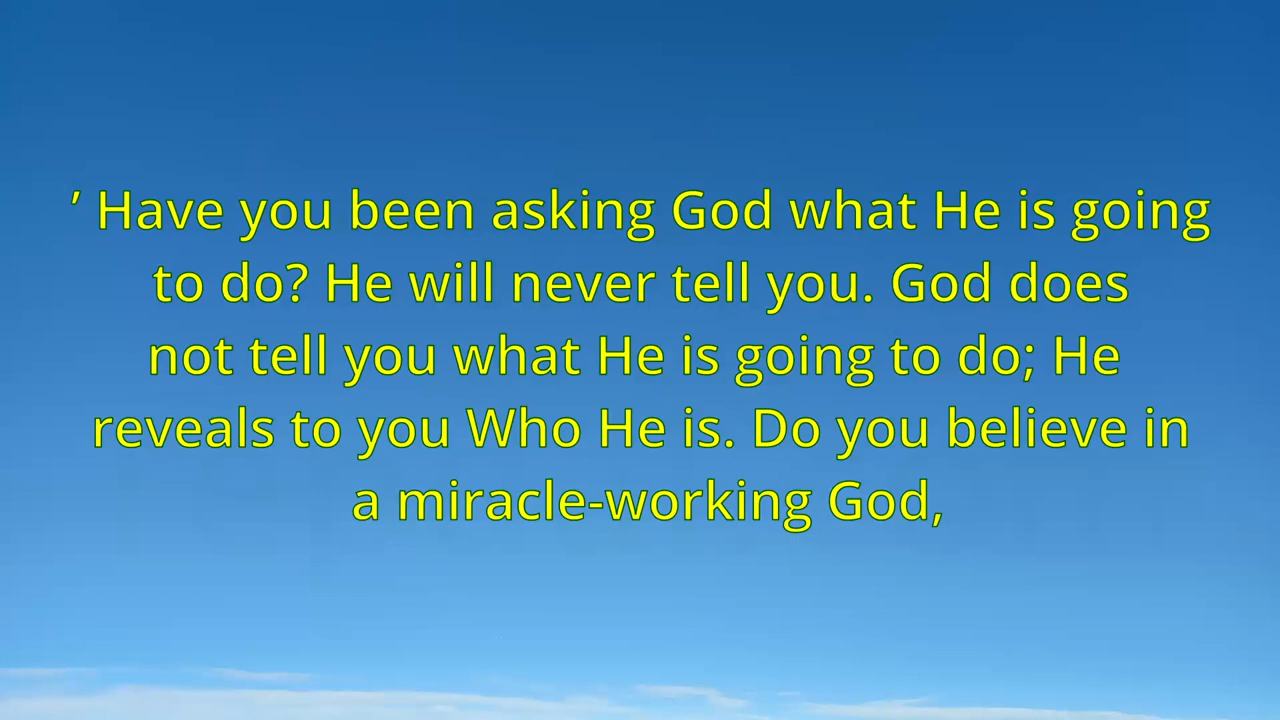 ’ Have you been asking God what He is going
to do? He will never tell you. God does
not tell you what He is going to do; He
reveals to you Who He is. Do you believe in
a miracle-working God,